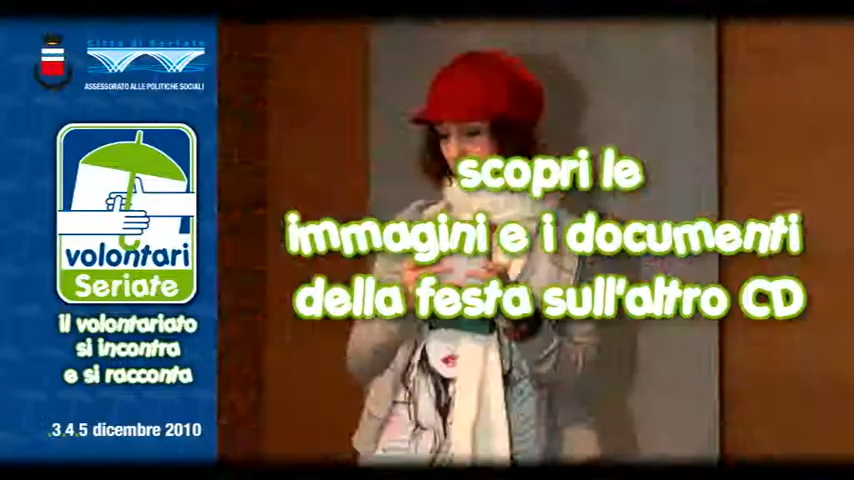 Città di Seriate
ASSESSORATO ALLE POLITICHE SOCIALI
volontari
Seriate
il volontariato
si incontra
e si racconta
3.4.5 dicembre 2010
scopri le
immagini e i documenti
della festa sull'altro CD